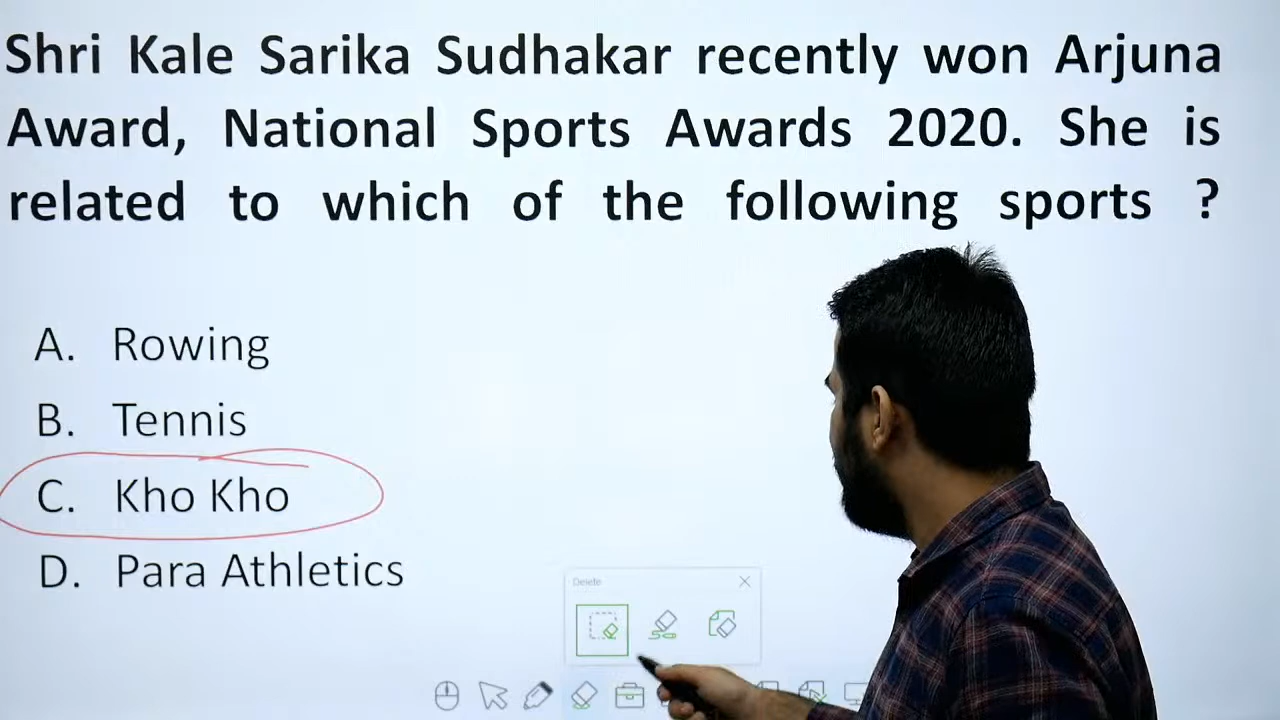 Shri Kale Sarika Sudhakar recently won Arjuna
Award, National Sports Awards 2020. She is
related to which of the following sports ?
A. Rowing
B. Tennis
C. Kho Kho
D. Para Athletics
Delete